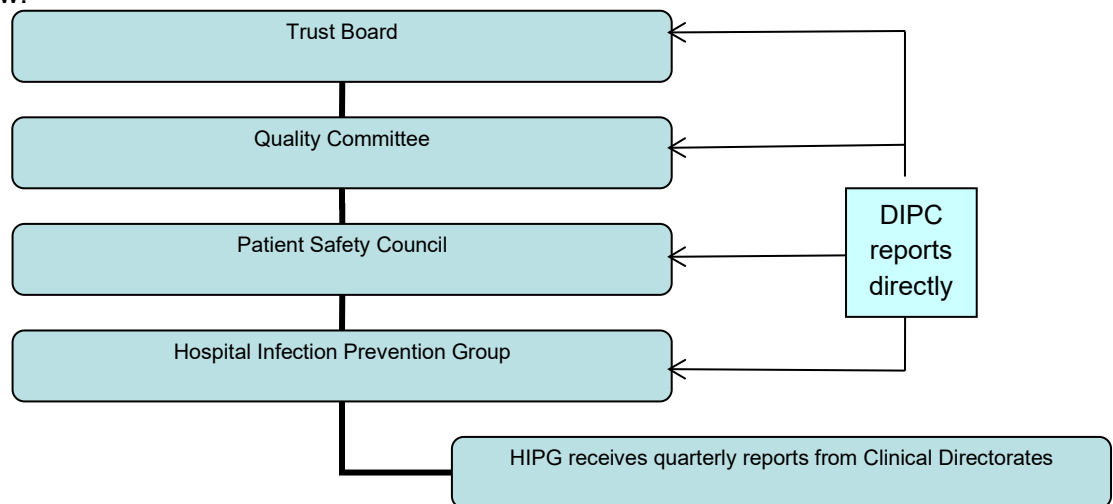 Trust Board
Quality Committee
Patient Safety Council
DIPC
reports
directly
Hospital Infection Prevention Group
HIPG receives quarterly reports from Clinical Directorates